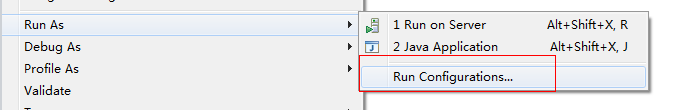 Run As
Debug As
Profile As
Validate
1 Run on Server Alt+Shift+X, R
2 Java Application Alt+Shift+X, J
Run Configurations...